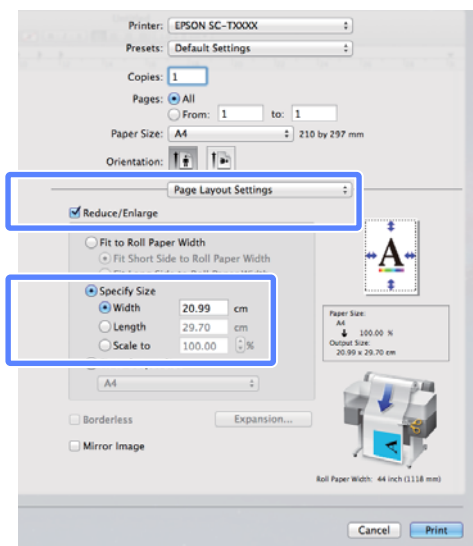 Printer: EPSON SC-TXXXX
Presets: Default Settings
Copies: 1
Pages: All
From: 1 to: 1
Paper Size: A4 210 by 297 mm
Orientation:
Page Layout Settings
Reduce/Enlarge
Fit to Roll Paper Width
Fit Short Side to Roll Paper Width
Specify Size
Width 20.99 cm
Length 29.70 cm
Scale to 100.00 %
A4
Borderless Expansion...
Mirror Image
A
Paper Size:
A4
100.00 %
Output Size:
20.99 x 29.70 cm
Roll Paper Width: 44 inch (1118 mm)
Cancel Print